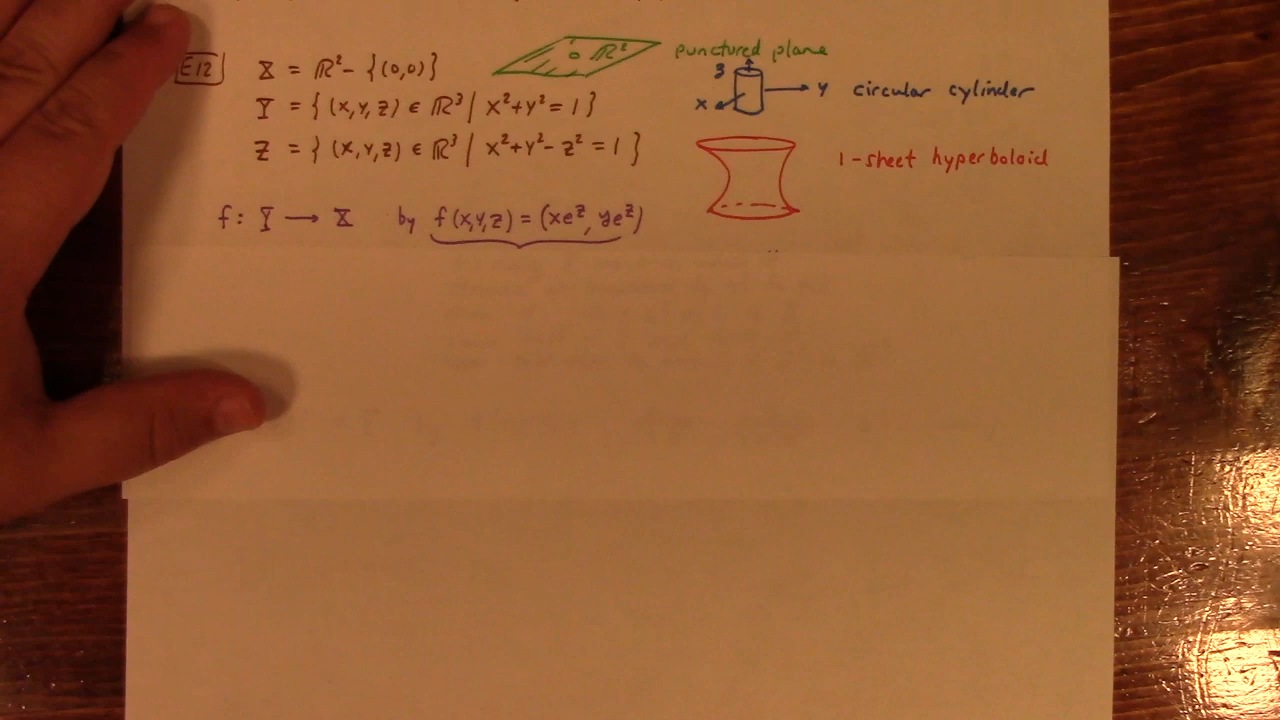 E12 X = ℝ² - {(0,0)} ℝ² punctured plane
Y = {(x,y,z) ∈ ℝ³ | x²+y² = 1} z x y circular cylinder
Z = {(x,y,z) ∈ ℝ³ | x²+y²-z² = 1} 1-sheet hyperboloid
f: Y → X by f(x,y,z) = (xe^z, ye^z)